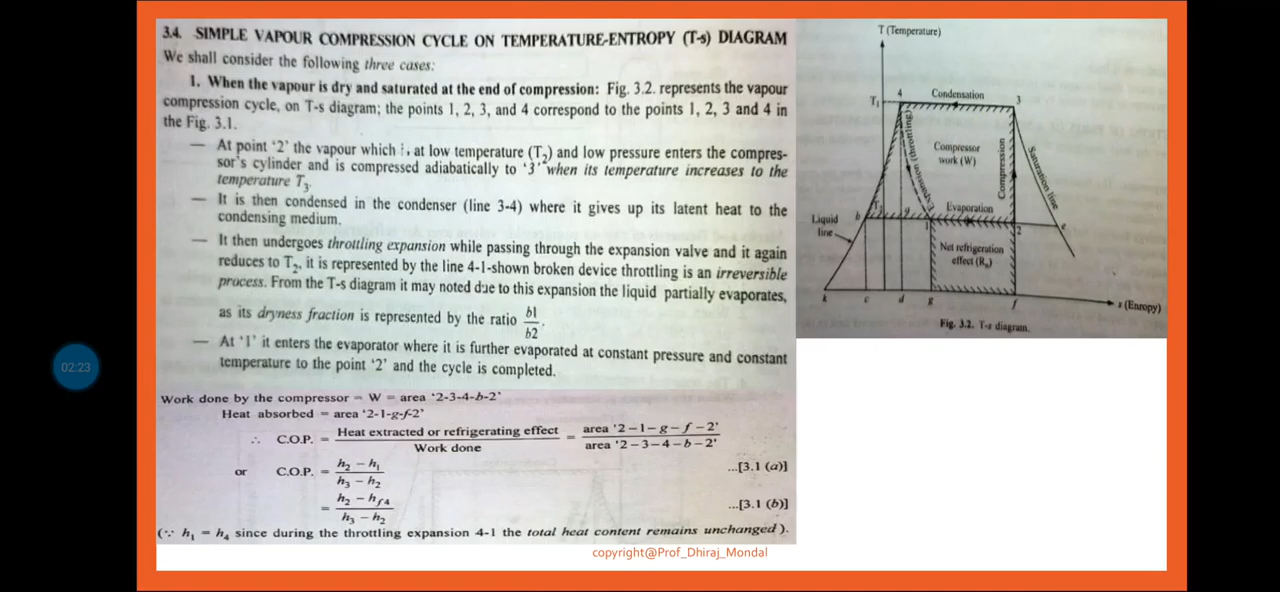 3.4. SIMPLE VAPOUR COMPRESSION CYCLE ON TEMPERATURE-ENTROPY (T-s) DIAGRAM
We shall consider the following three cases:
1. When the vapour is dry and saturated at the end of compression: Fig. 3.2. represents the vapour
compression cycle, on T-s diagram; the points 1, 2, 3, and 4 correspond to the points 1, 2, 3 and 4 in
the Fig. 3.1.
— At point '2' the vapour which is at low temperature (T₂) and low pressure enters the compres-
sor's cylinder and is compressed adiabatically to '3' when its temperature increases to the
temperature T₃.
— It is then condensed in the condenser (line 3-4) where it gives up its latent heat to the
condensing medium.
— It then undergoes throttling expansion while passing through the expansion valve and it again
reduces to T₂, it is represented by the line 4-1-shown broken device throttling is an irreversible
process. From the T-s diagram it may noted due to this expansion the liquid partially evaporates,
as its dryness fraction is represented by the ratio b1/b2.
— At '1' it enters the evaporator where it is further evaporated at constant pressure and constant
temperature to the point '2' and the cycle is completed.
Work done by the compressor = W = area '2-3-4-b-2'
Heat absorbed = area '2-1-g-f-2'
∴ C.O.P. = Heat extracted or refrigerating effect / Work done = area '2 – 1 – g – f – 2' / area '2 – 3 – 4 – b – 2'
or C.O.P. = h₂ – h₁ / h₃ – h₂ ...[3.1 (a)]
= h₂ – h_f4 / h₃ – h₂ ...[3.1 (b)]
(∵ h₁ = h₄ since during the throttling expansion 4-1 the total heat content remains unchanged).
T (Temperature)
4
Condensation
3
T₁
Expansion (throttling)
Compressor
work (W)
Compression
Saturation line
Evaporation
Liquid
line
b
g
1
2
e
Net refrigeration
effect (Rₙ)
k
c
d
g
f
s (Enropy)
Fig. 3.2. T-s diagram.
02:23
copyright@Prof_Dhiraj_Mondal